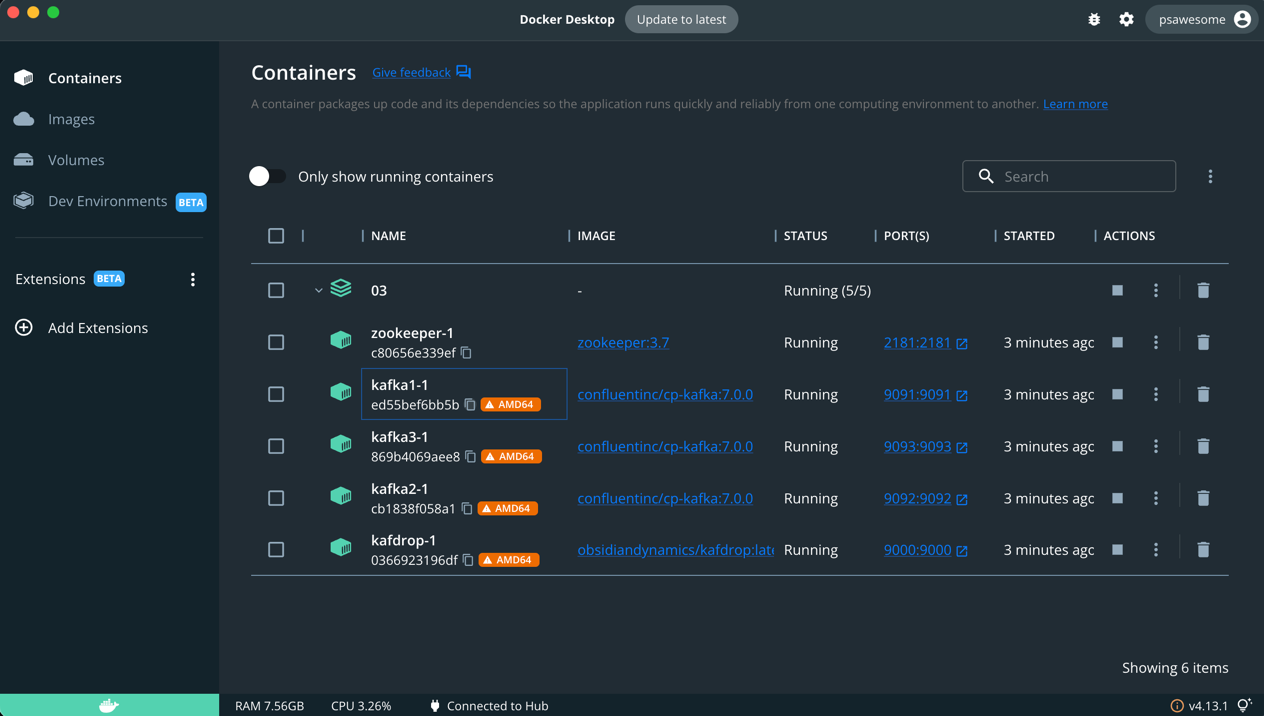 Docker Desktop Update to latest psawesome
Containers
Images
Volumes
Dev Environments BETA
Extensions BETA
Add Extensions
Containers Give feedback
A container packages up code and its dependencies so the application runs quickly and reliably from one computing environment to another. Learn more
Only show running containers
Search
NAME IMAGE STATUS PORT(S) STARTED ACTIONS
03 - Running (5/5)
zookeeper-1
c80656e339ef
zookeeper:3.7 Running 2181:2181 3 minutes agc
kafka1-1
ed55bef6bb5b AMD64
confluentinc/cp-kafka:7.0.0 Running 9091:9091 3 minutes agc
kafka3-1
869b4069aee8 AMD64
confluentinc/cp-kafka:7.0.0 Running 9093:9093 3 minutes agc
kafka2-1
cb1838f058a1 AMD64
confluentinc/cp-kafka:7.0.0 Running 9092:9092 3 minutes agc
kafdrop-1
0366923196df AMD64
obsidiandynamics/kafdrop:late Running 9000:9000 3 minutes agc
Showing 6 items
RAM 7.56GB CPU 3.26% Connected to Hub v4.13.1